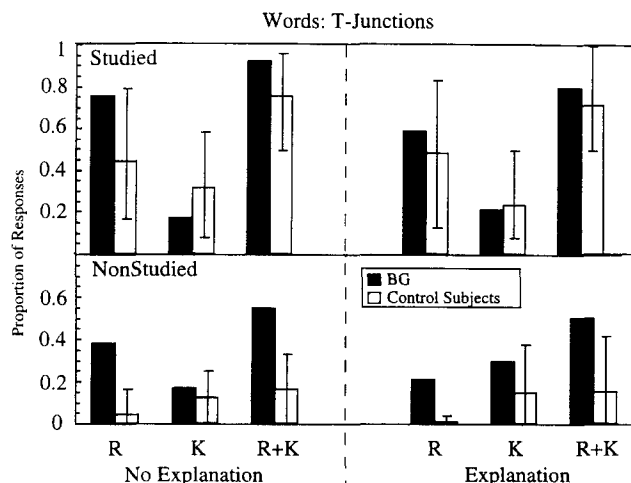 Words: T-Junctions
Proportion of Responses
1
Studied
0.8
0.6
0.4
0.2
NonStudied
BG
Control Subjects
0.6
0.4
0.2
0
R K R+K R K R+K
No Explanation Explanation